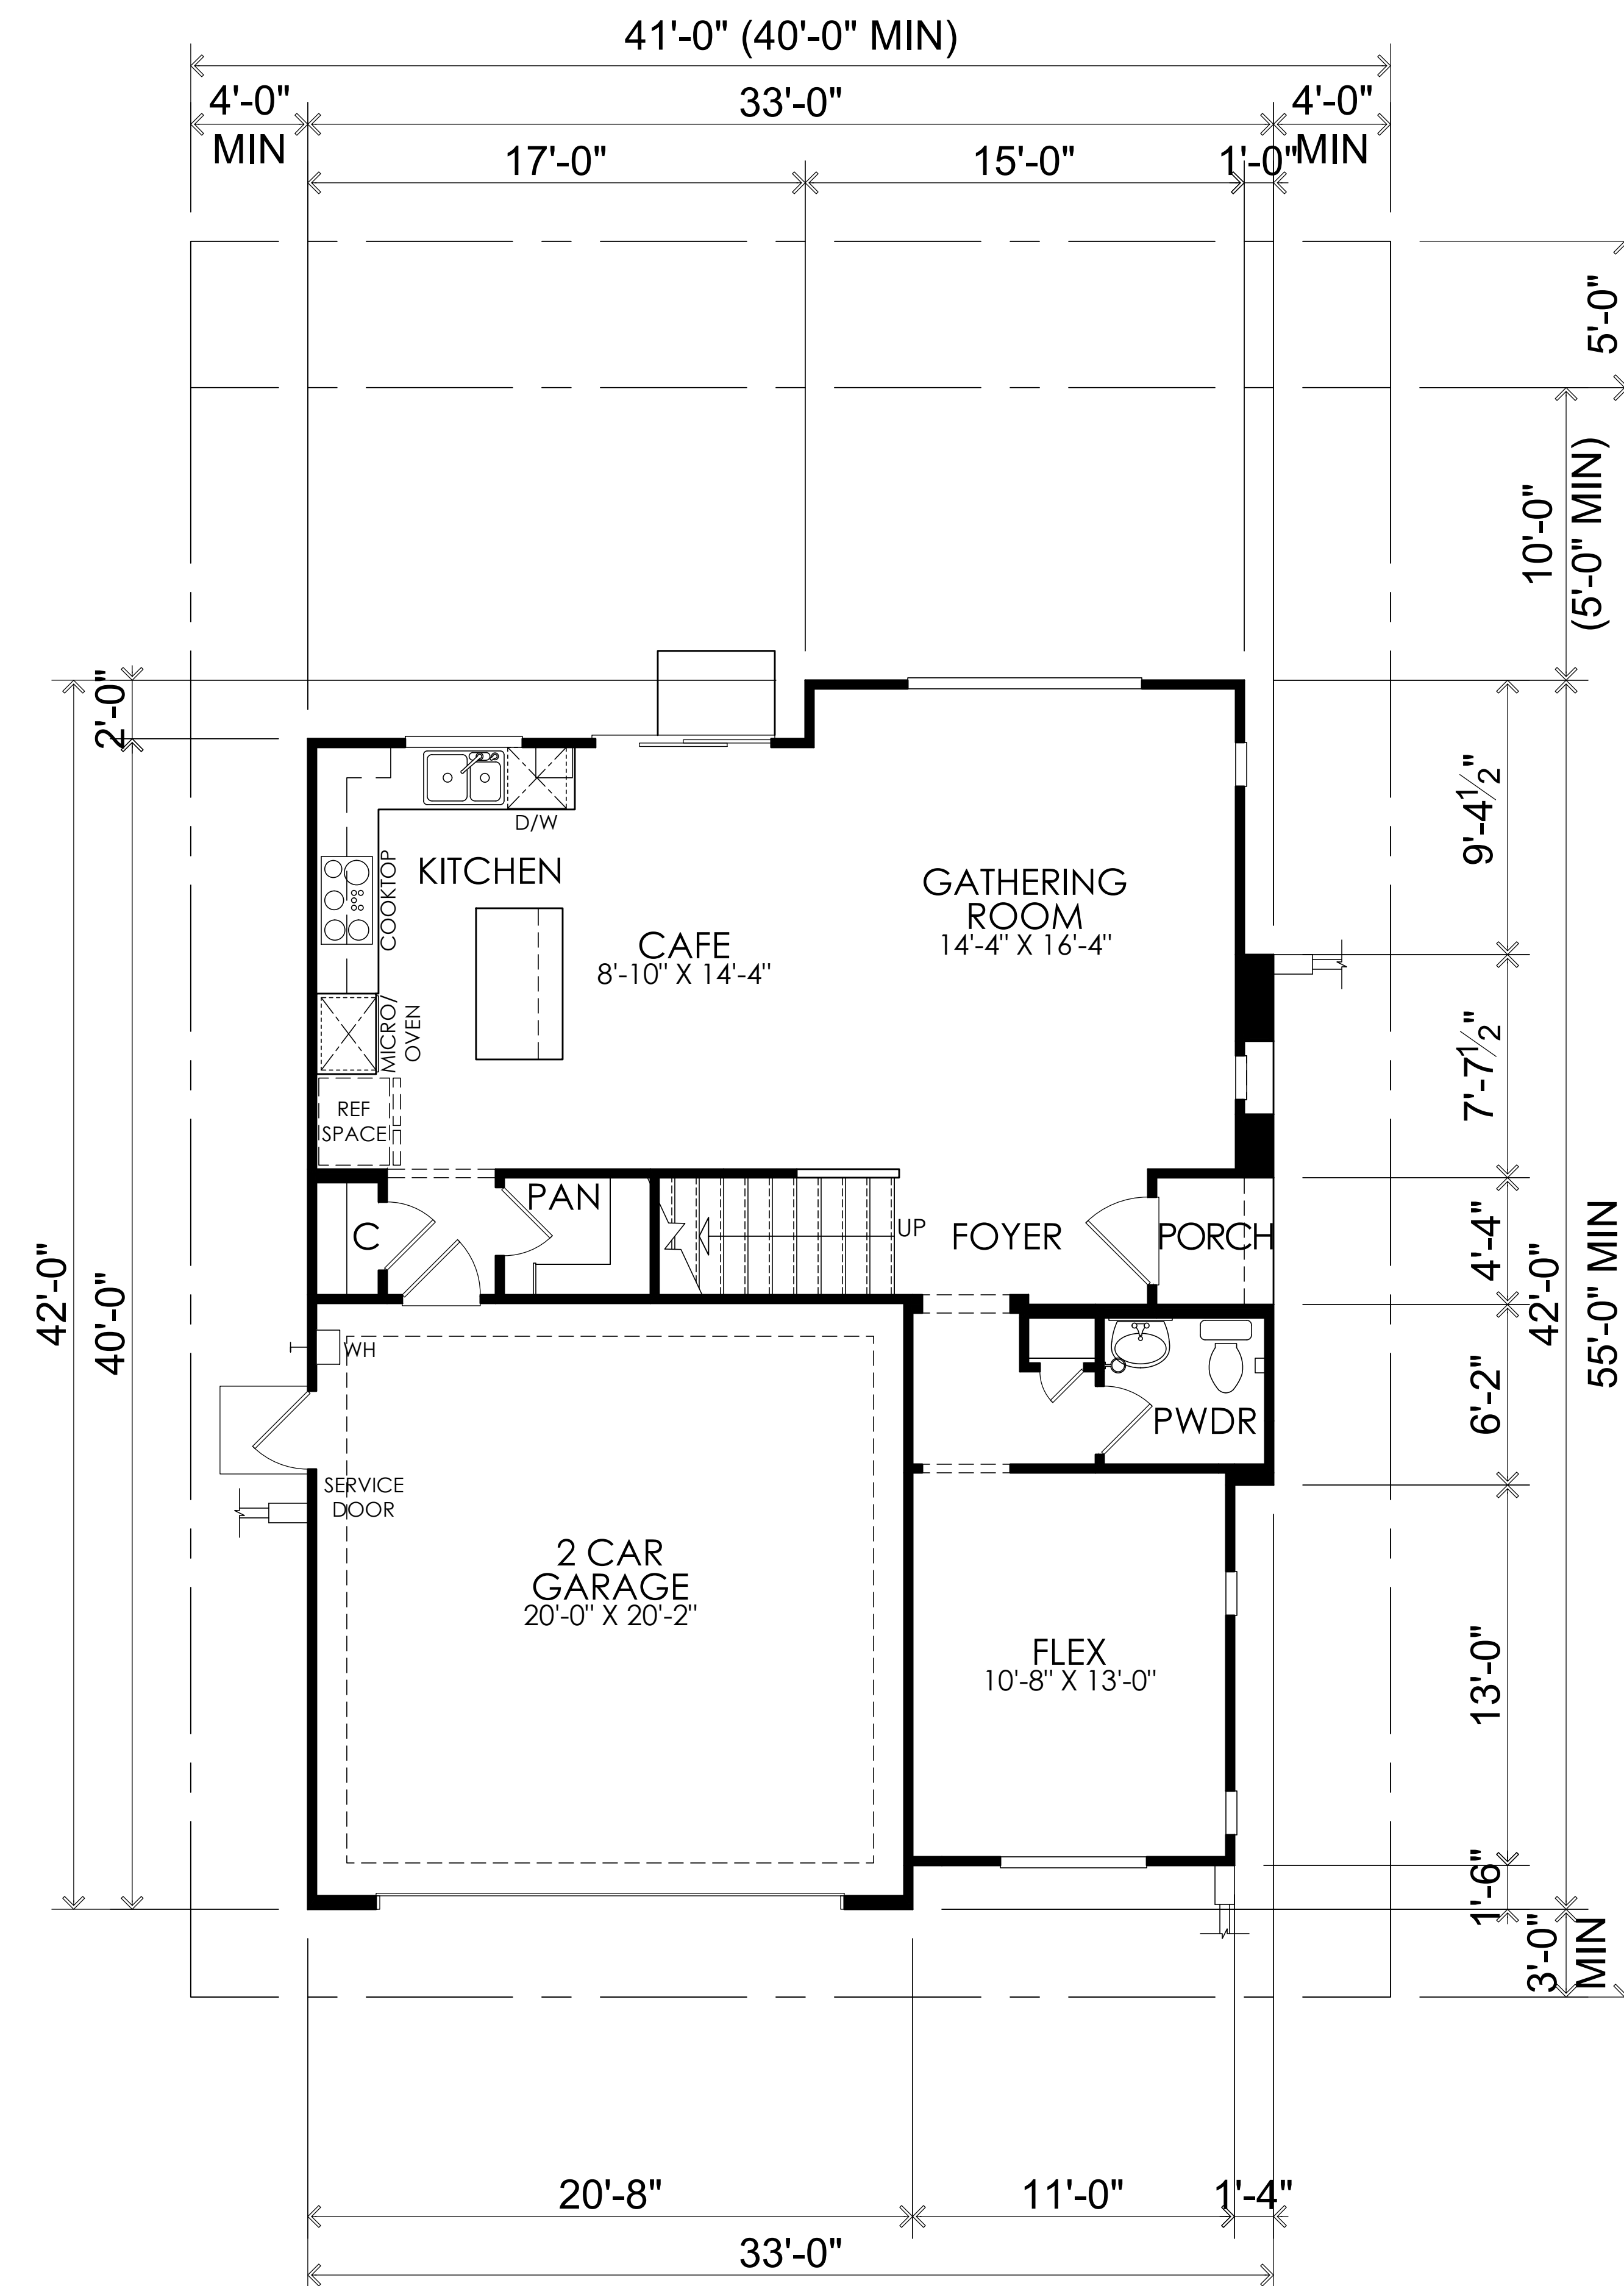 41'-0" (40'-0" MIN)
4'-0"
MIN
33'-0"
4'-0"
MIN
17'-0"
15'-0"
1'-0"
5'-0"
10'-0"
(5'-0" MIN)
2'-0"
42'-0"
40'-0"
D/W
COOKTOP
KITCHEN
GATHERING
ROOM
14'-4" X 16'-4"
CAFE
8'-10" X 14'-4"
MICRO/
OVEN
REF
SPACE
9'-4 1/2"
7'-7 1/2"
PAN
C
UP
FOYER
PORCH
4'-4"
42'-0"
55'-0" MIN
WH
PWDR
6'-2"
SERVICE
DOOR
2 CAR
GARAGE
20'-0" X 20'-2"
FLEX
10'-8" X 13'-0"
13'-0"
1'-6"
3'-0"
MIN
20'-8"
11'-0"
1'-4"
33'-0"